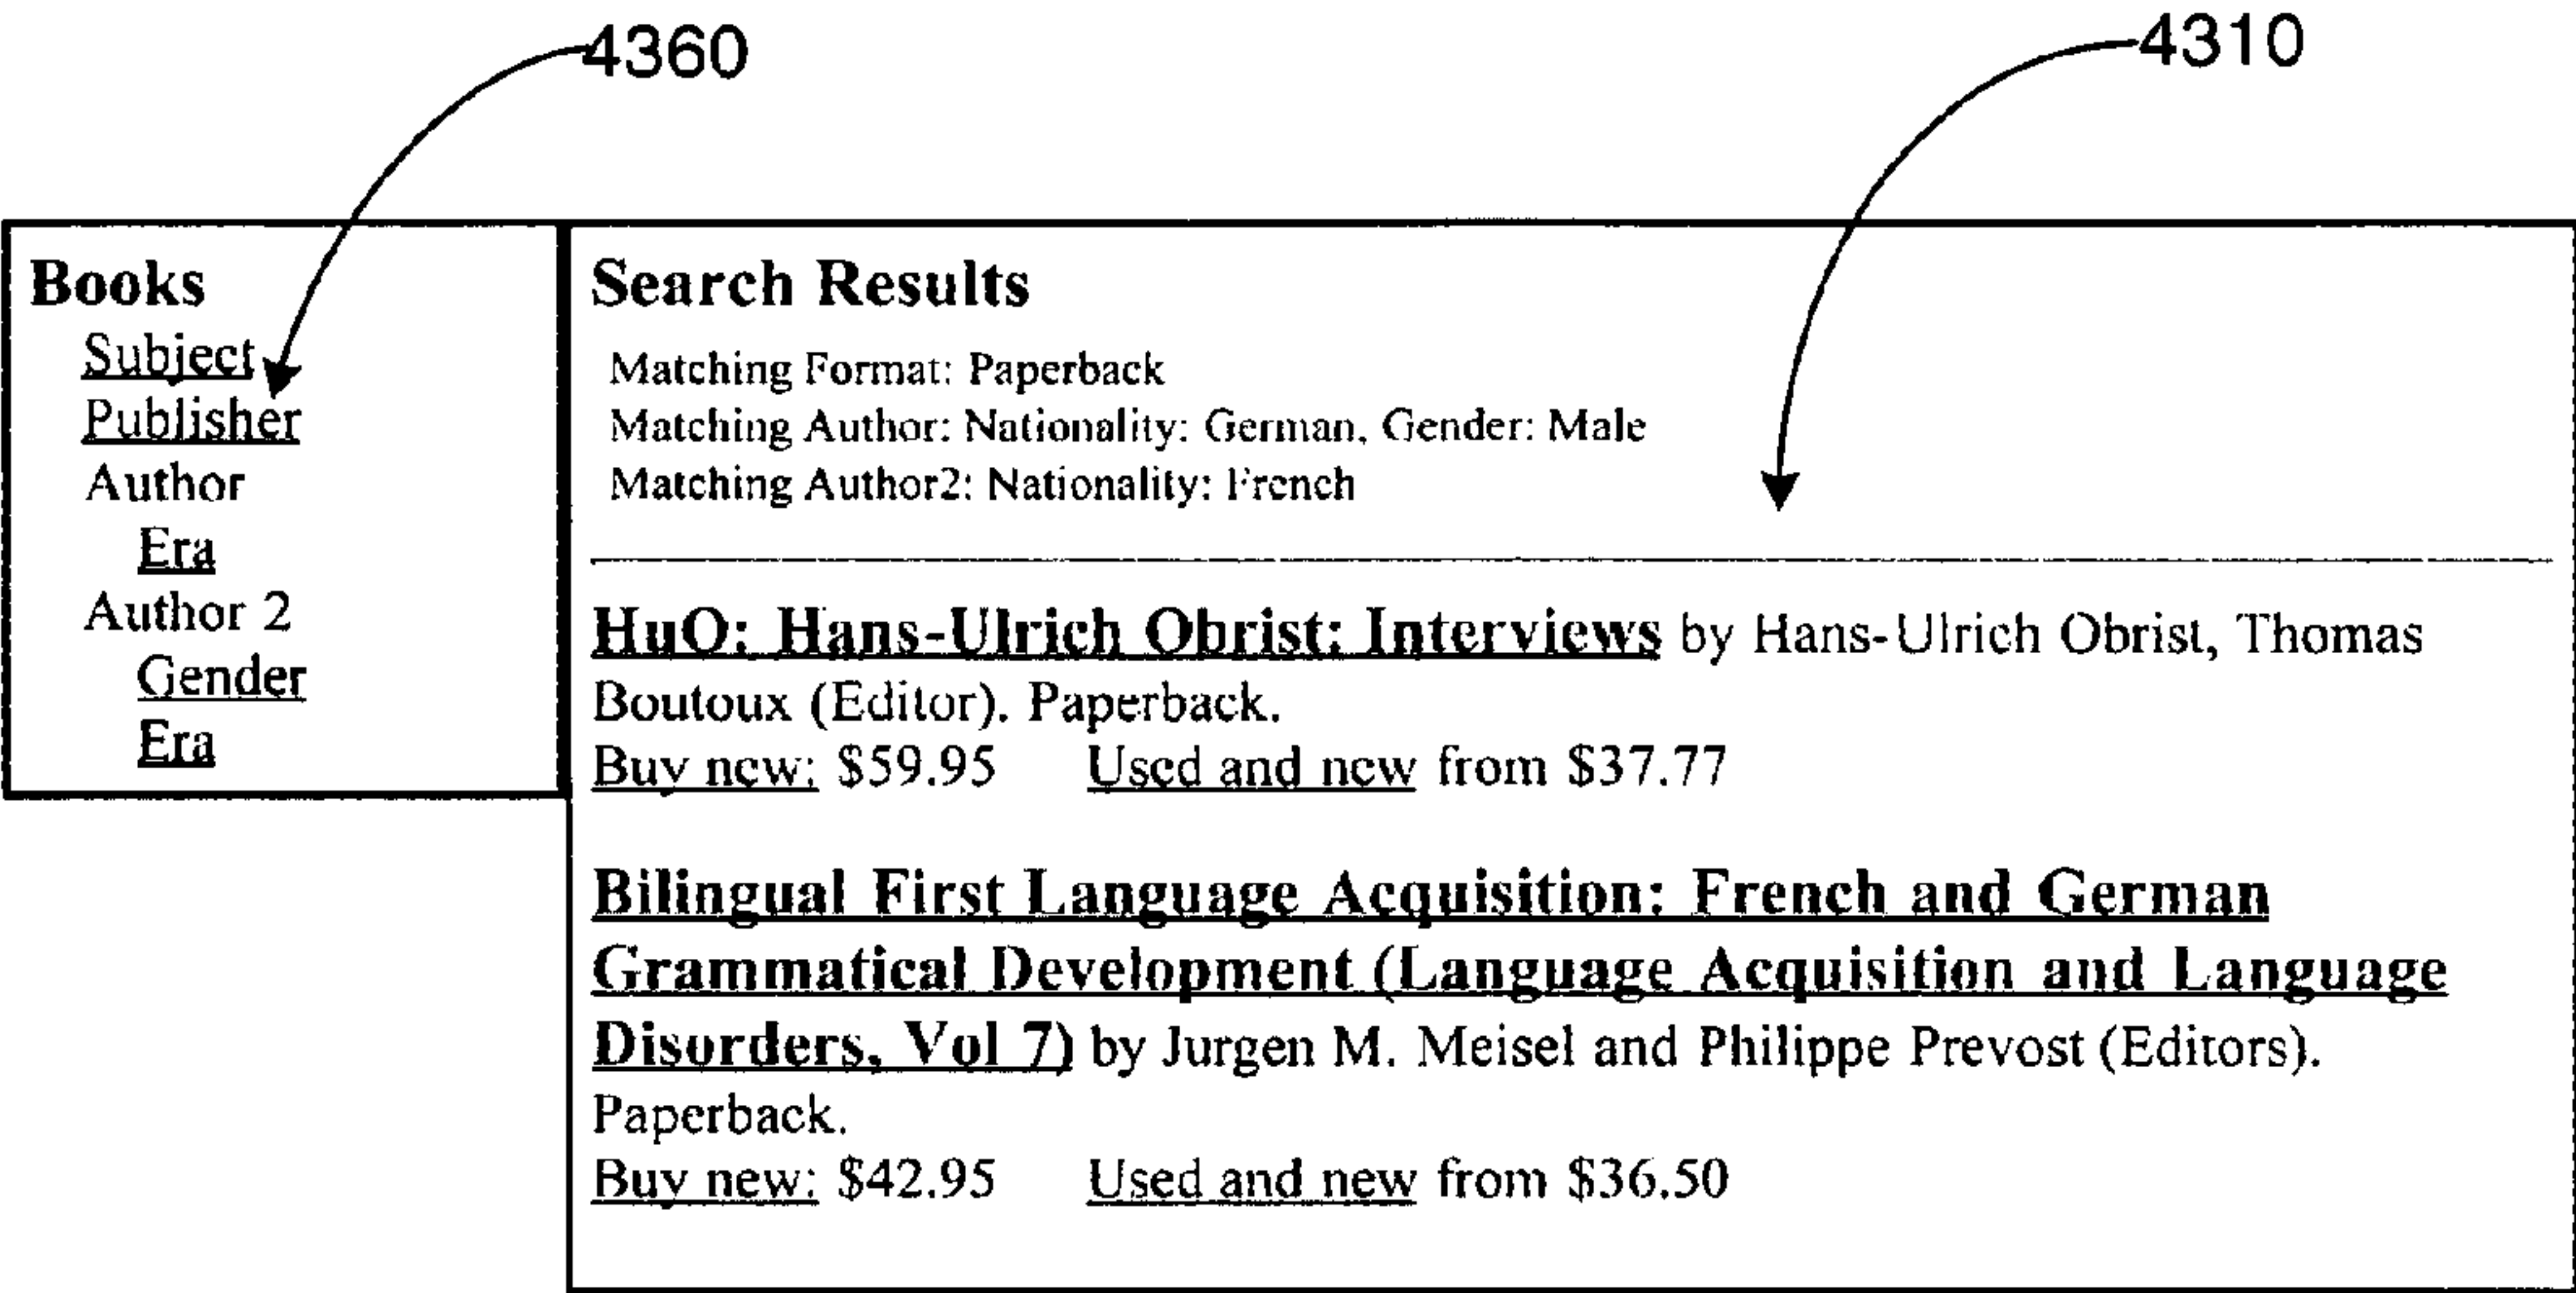 4360
4310
Books
Subject
Publisher
Author
Era
Author 2
Gender
Era
Search Results
Matching Format: Paperback
Matching Author: Nationality: German, Gender: Male
Matching Author2: Nationality: French
HuO: Hans-Ulrich Obrist: Interviews by Hans-Ulrich Obrist, Thomas
Boutoux (Editor). Paperback.
Buy new: $59.95 Used and new from $37.77
Bilingual First Language Acquisition: French and German
Grammatical Development (Language Acquisition and Language
Disorders, Vol 7) by Jurgen M. Meisel and Philippe Prevost (Editors).
Paperback.
Buy new: $42.95 Used and new from $36.50